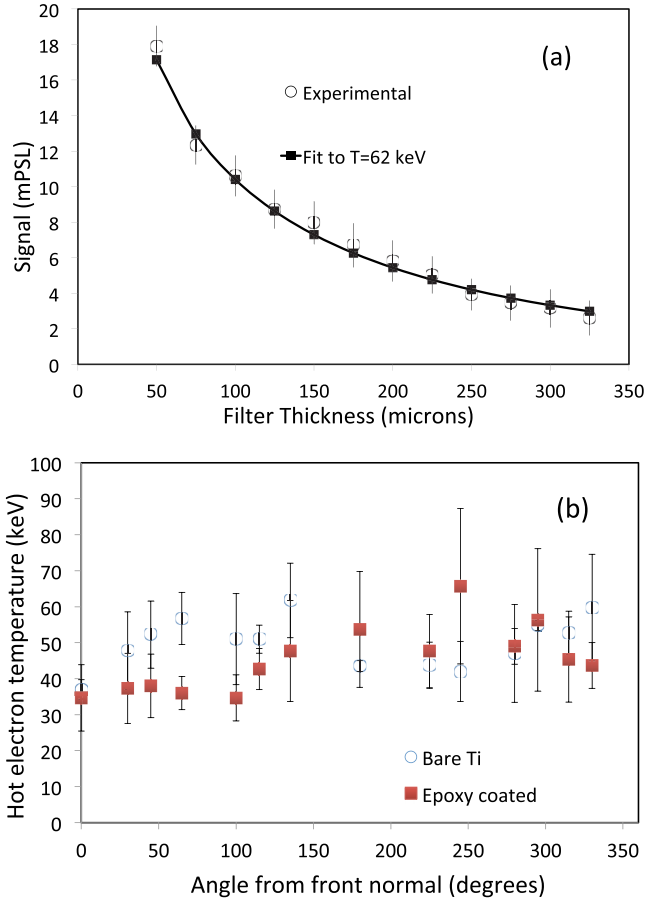 20
18
16
14
12
10
8
6
4
2
0
Signal (mPSL)
(a)
Experimental
Fit to T=62 keV
0 50 100 150 200 250 300 350
Filter Thickness (microns)
100
90
80
70
60
50
40
30
20
10
0
Hot electron temperature (keV)
(b)
Bare Ti
Epoxy coated
0 50 100 150 200 250 300 350
Angle from front normal (degrees)